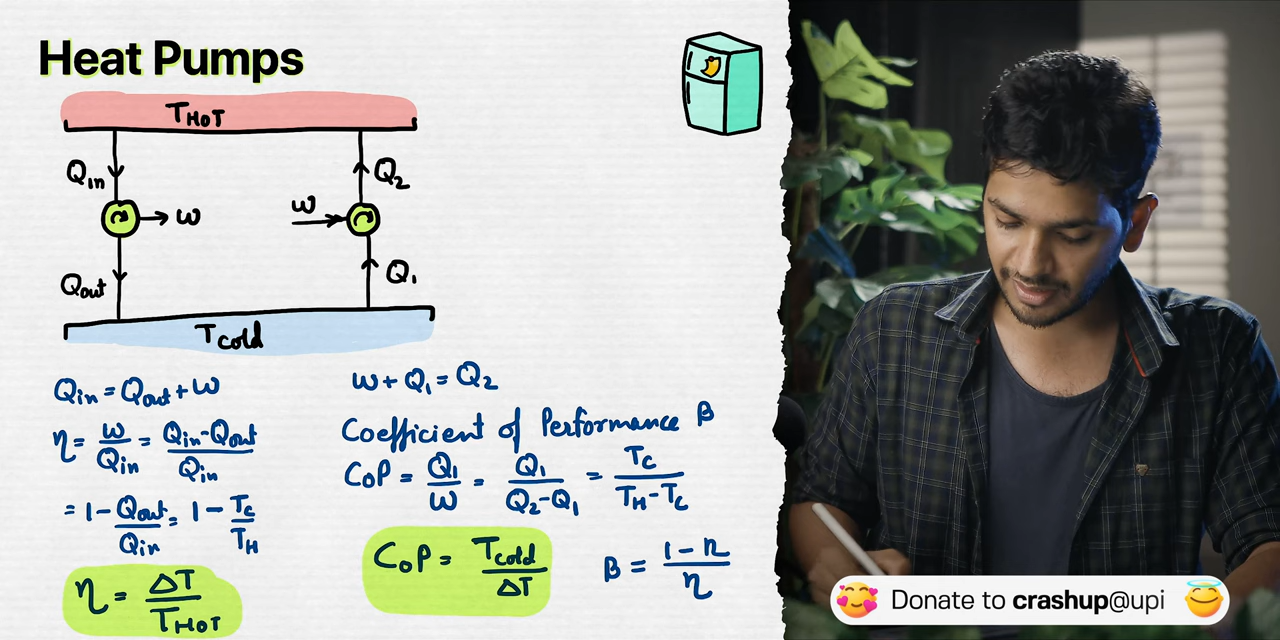 Heat Pumps
THOT
Qin
Q2
W
W
Qout
Q1
Tcold
Qin = Qout + W
η = W/Qin = (Qin - Qout)/Qin
= 1 - Qout/Qin = 1 - TC/TH
η = ΔT/THOT
W + Q1 = Q2
Coefficient of Performance β
CoP = Q1/W = Q1/(Q2 - Q1) = TC/(TH - TC)
CoP = Tcold/ΔT
β = (1 - η)/η
Donate to crashup@upi